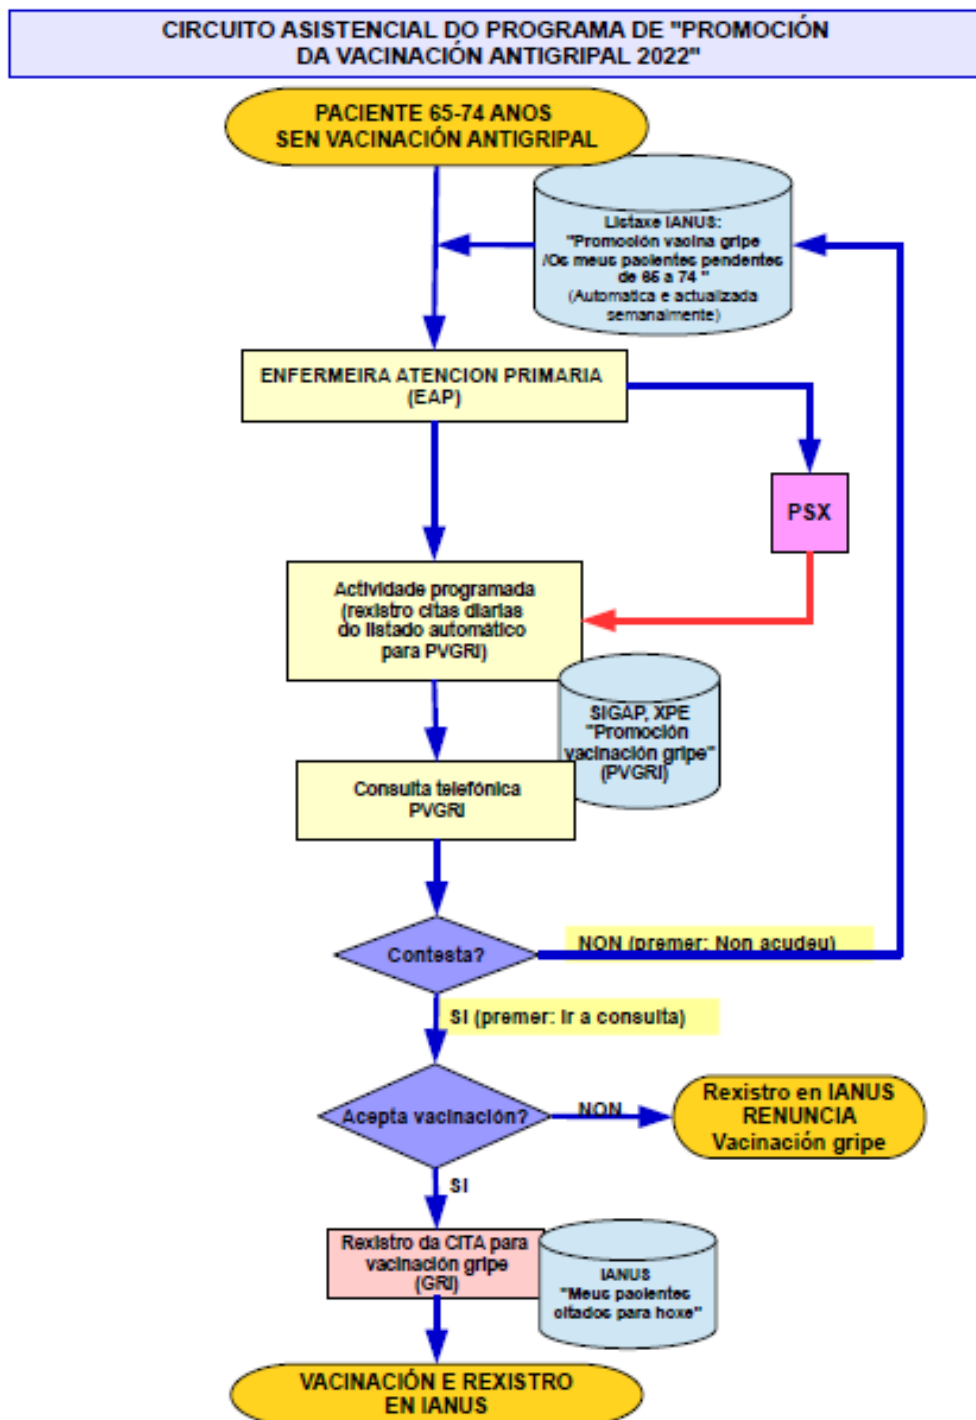 CIRCUITO ASISTENCIAL DO PROGRAMA DE "PROMOCIÓN
DA VACINACIÓN ANTIGRIPAL 2022"
PACIENTE 65-74 ANOS
SEN VACINACIÓN ANTIGRIPAL
Listaxe IANUS:
"Promoción vacina gripe
/Os meus pacientes pendentes
de 65 a 74 "
(Automática e actualizada
semanalmente)
ENFERMEIRA ATENCION PRIMARIA
(EAP)
PSX
Actividade programada
(rexistro citas diarias
do listado automático
para PVGRI)
SIGAP, XPE
"Promoción
vacinación gripe"
(PVGRI)
Consulta telefónica
PVGRI
Contesta?
NON (premer: Non acudeu)
SI (premer: Ir a consulta)
Acepta vacinación?
NON
Rexistro en IANUS
RENUNCIA
Vacinación gripe
SI
Rexistro da CITA para
vacinación gripe
(GRI)
IANUS
"Meus pacientes
citados para hoxe"
VACINACIÓN E REXISTRO
EN IANUS